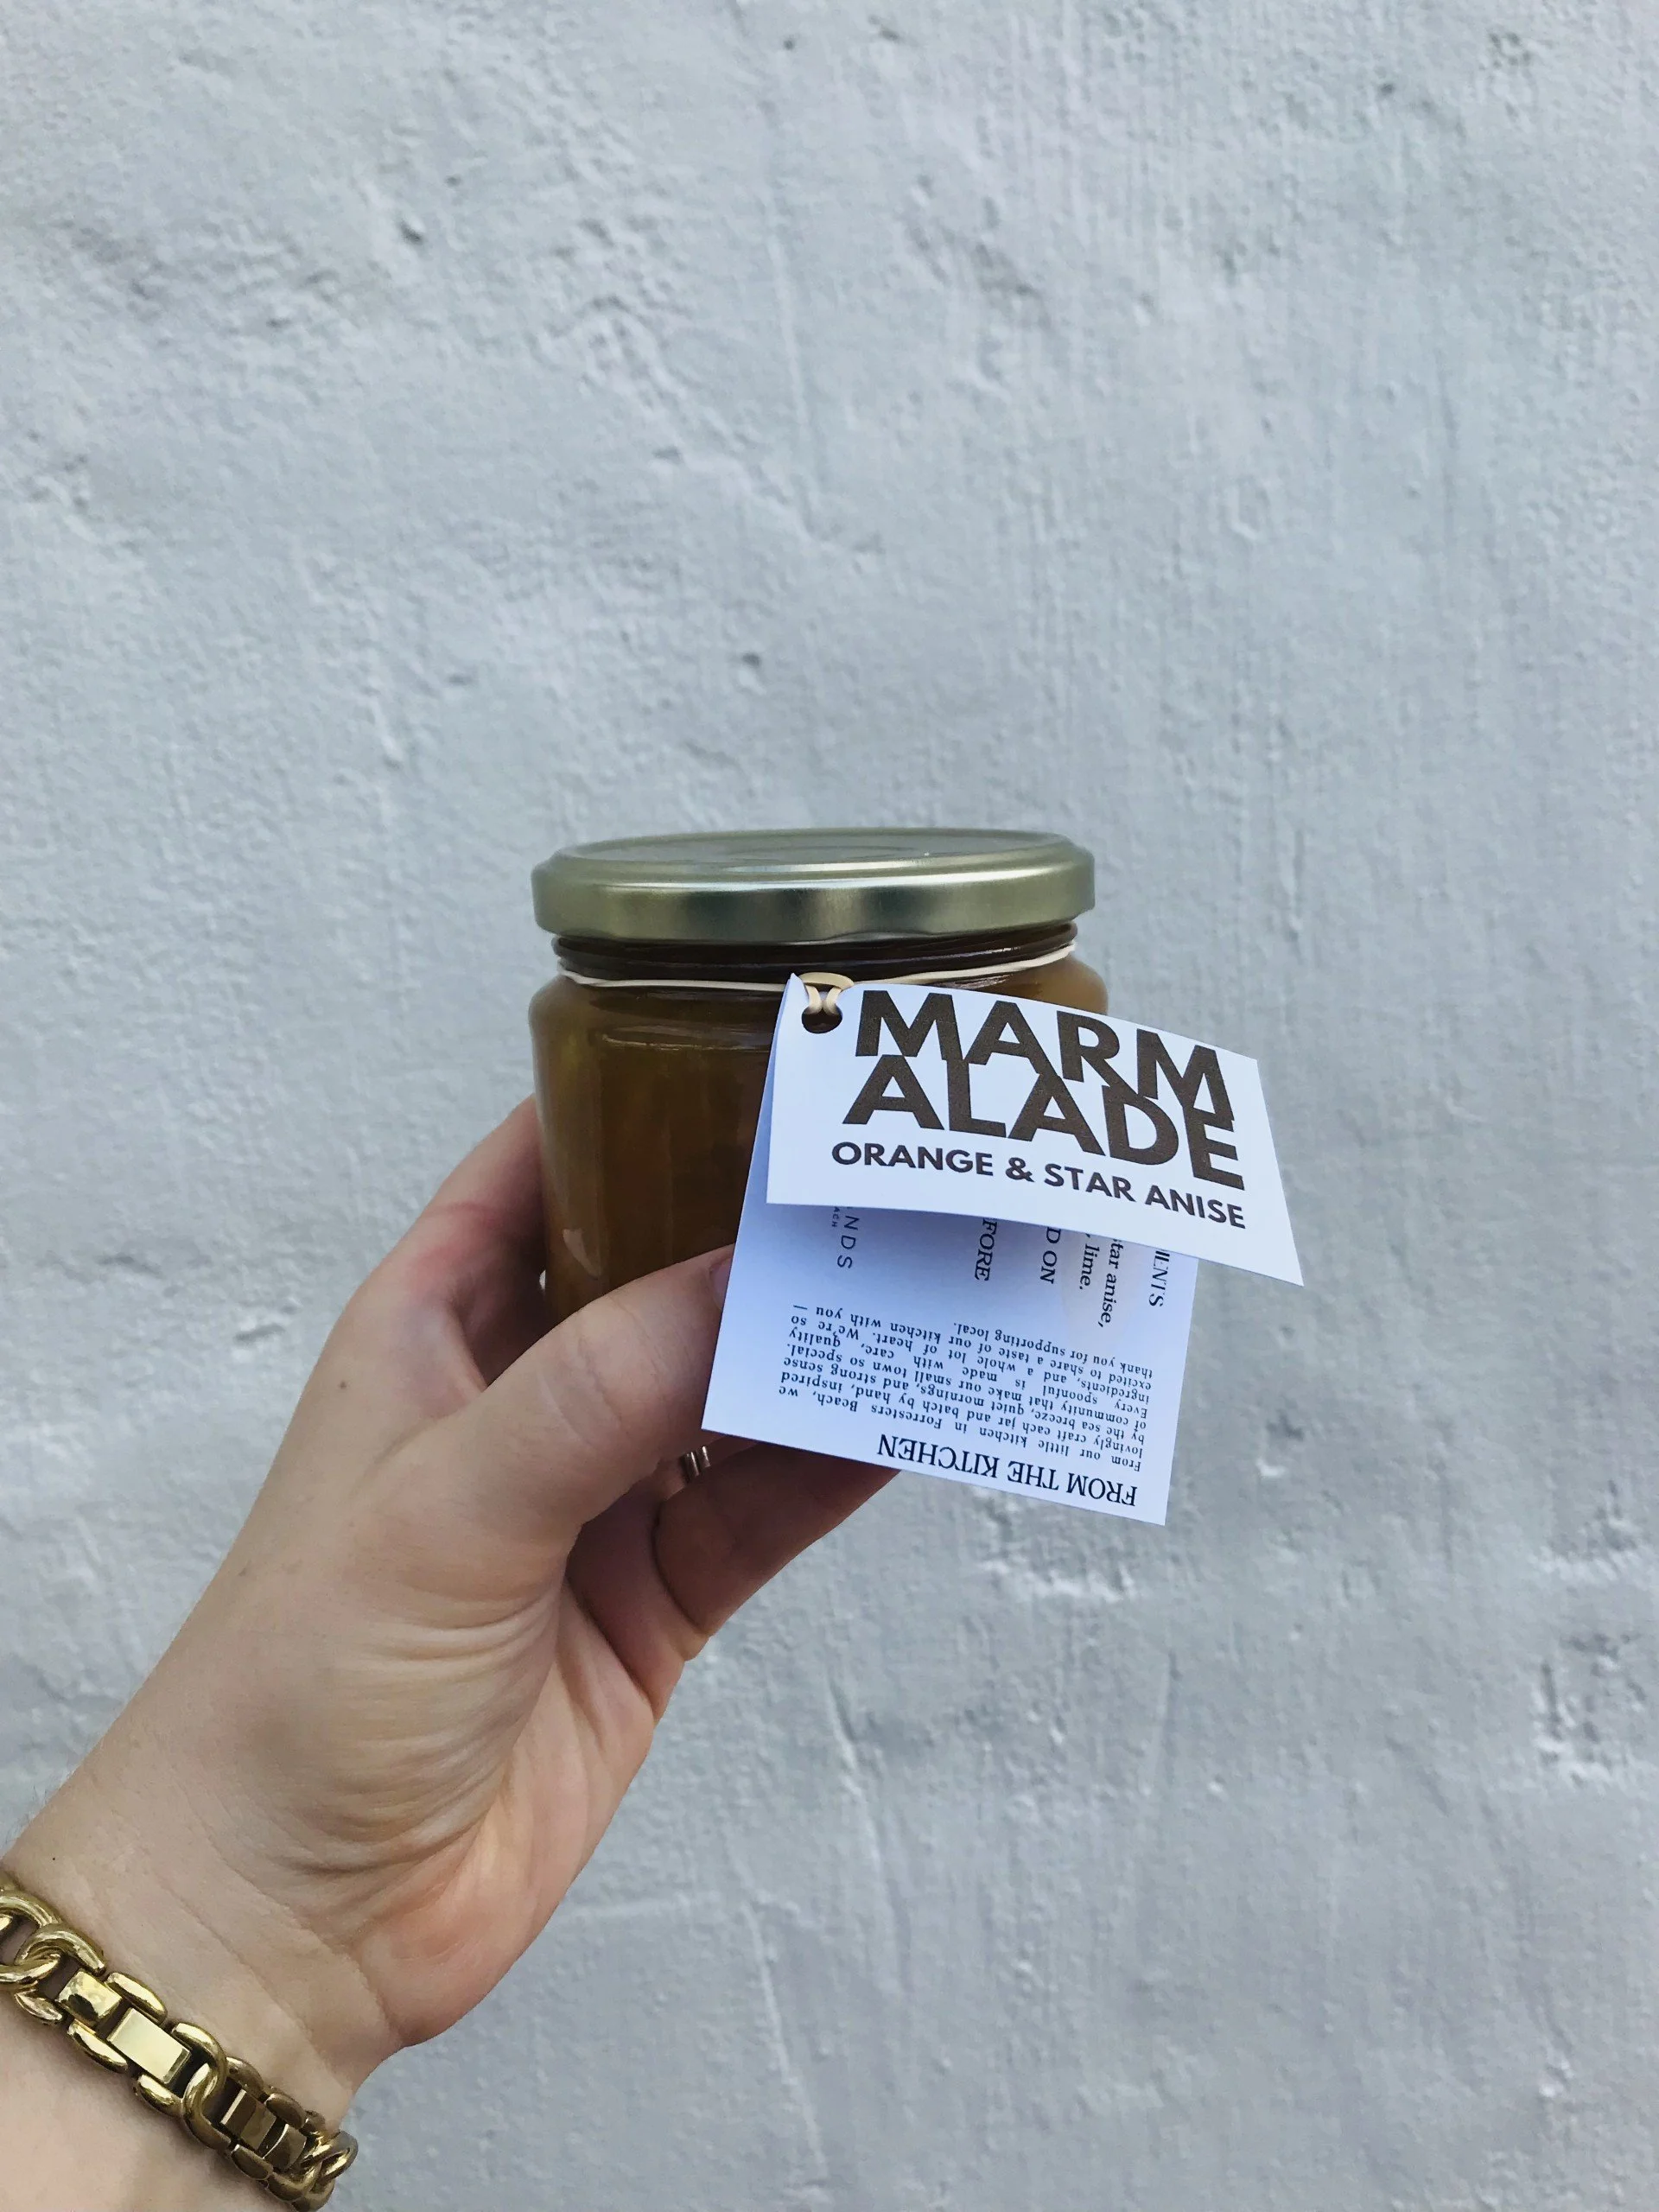 MARM
ALADE
ORANGE & STAR ANISE
NDS
FORE
D ON
lime.
tar anise,
FROM THE KITCHEN
From our little kitchen in Forresters Beach, we
lovingly craft each jar and batch by hand, inspired
by the sea breeze, quiet mornings, and strong sense
of community that make our small town so special.
Every spoonful is made with care, quality
ingredients, and a whole lot of heart. We're so
excited to share a taste of our kitchen with you —
thank you for supporting local.